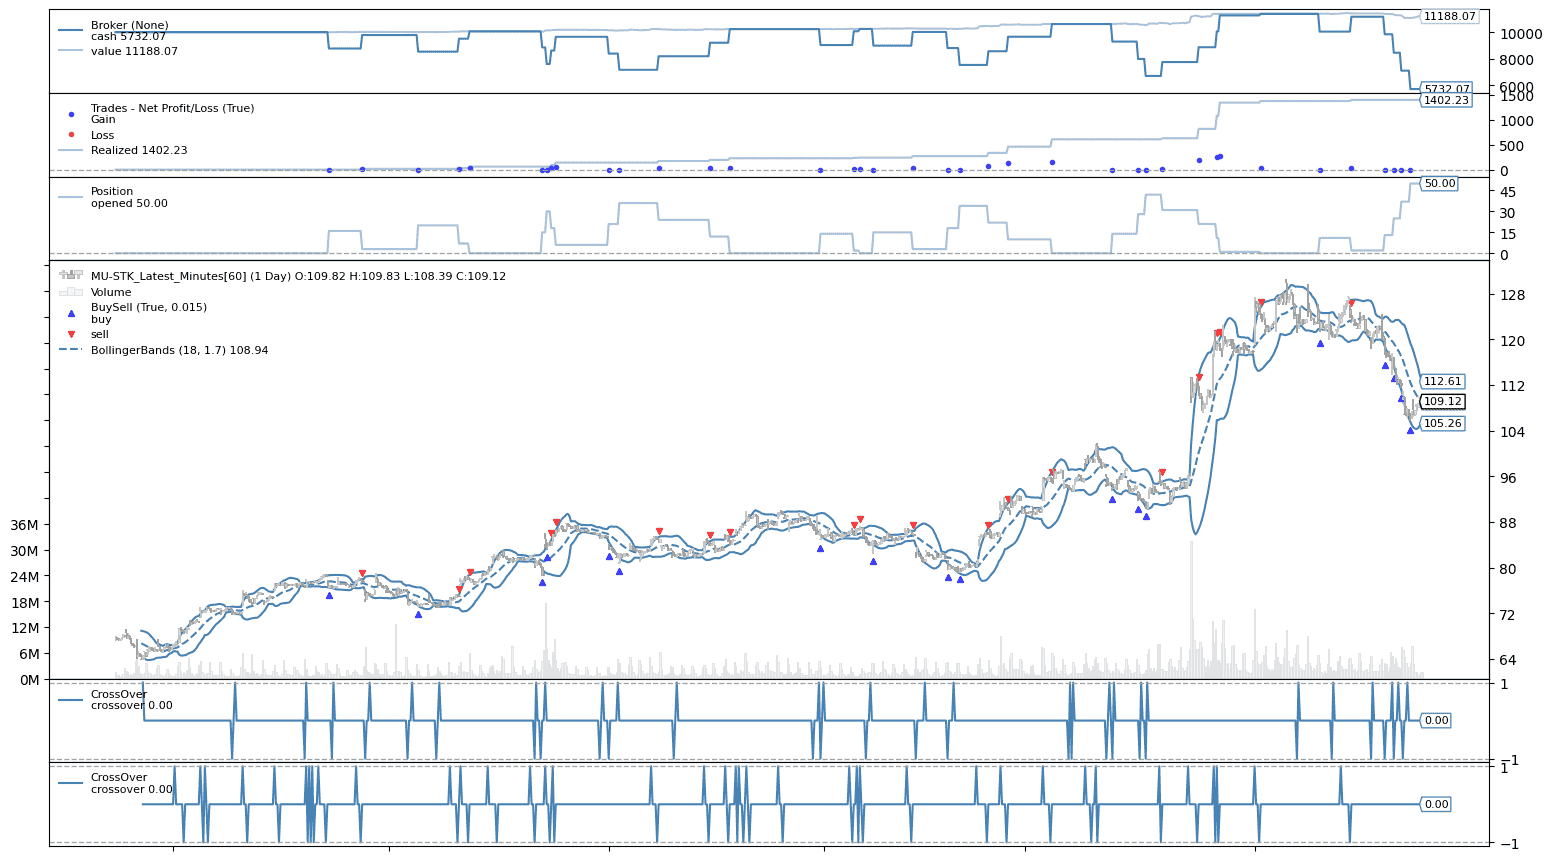 Broker (None)
cash 5732.07
value 11188.07
11188.07
10000
8000
6000
5732.07
Trades - Net Profit/Loss (True)
Gain
Loss
Realized 1402.23
1500
1402.23
1000
500
0
Position
opened 50.00
50.00
45
30
15
0
MU-STK_Latest_Minutes[60] (1 Day) O:109.82 H:109.83 L:108.39 C:109.12
Volume
BuySell (True, 0.015)
buy
sell
BollingerBands (18, 1.7) 108.94
128
120
112
104
96
88
80
72
64
112.61
109.12
105.26
36M
30M
24M
18M
12M
6M
0M
CrossOver
crossover 0.00
1
0.00
−1
CrossOver
crossover 0.00
1
0.00
−1